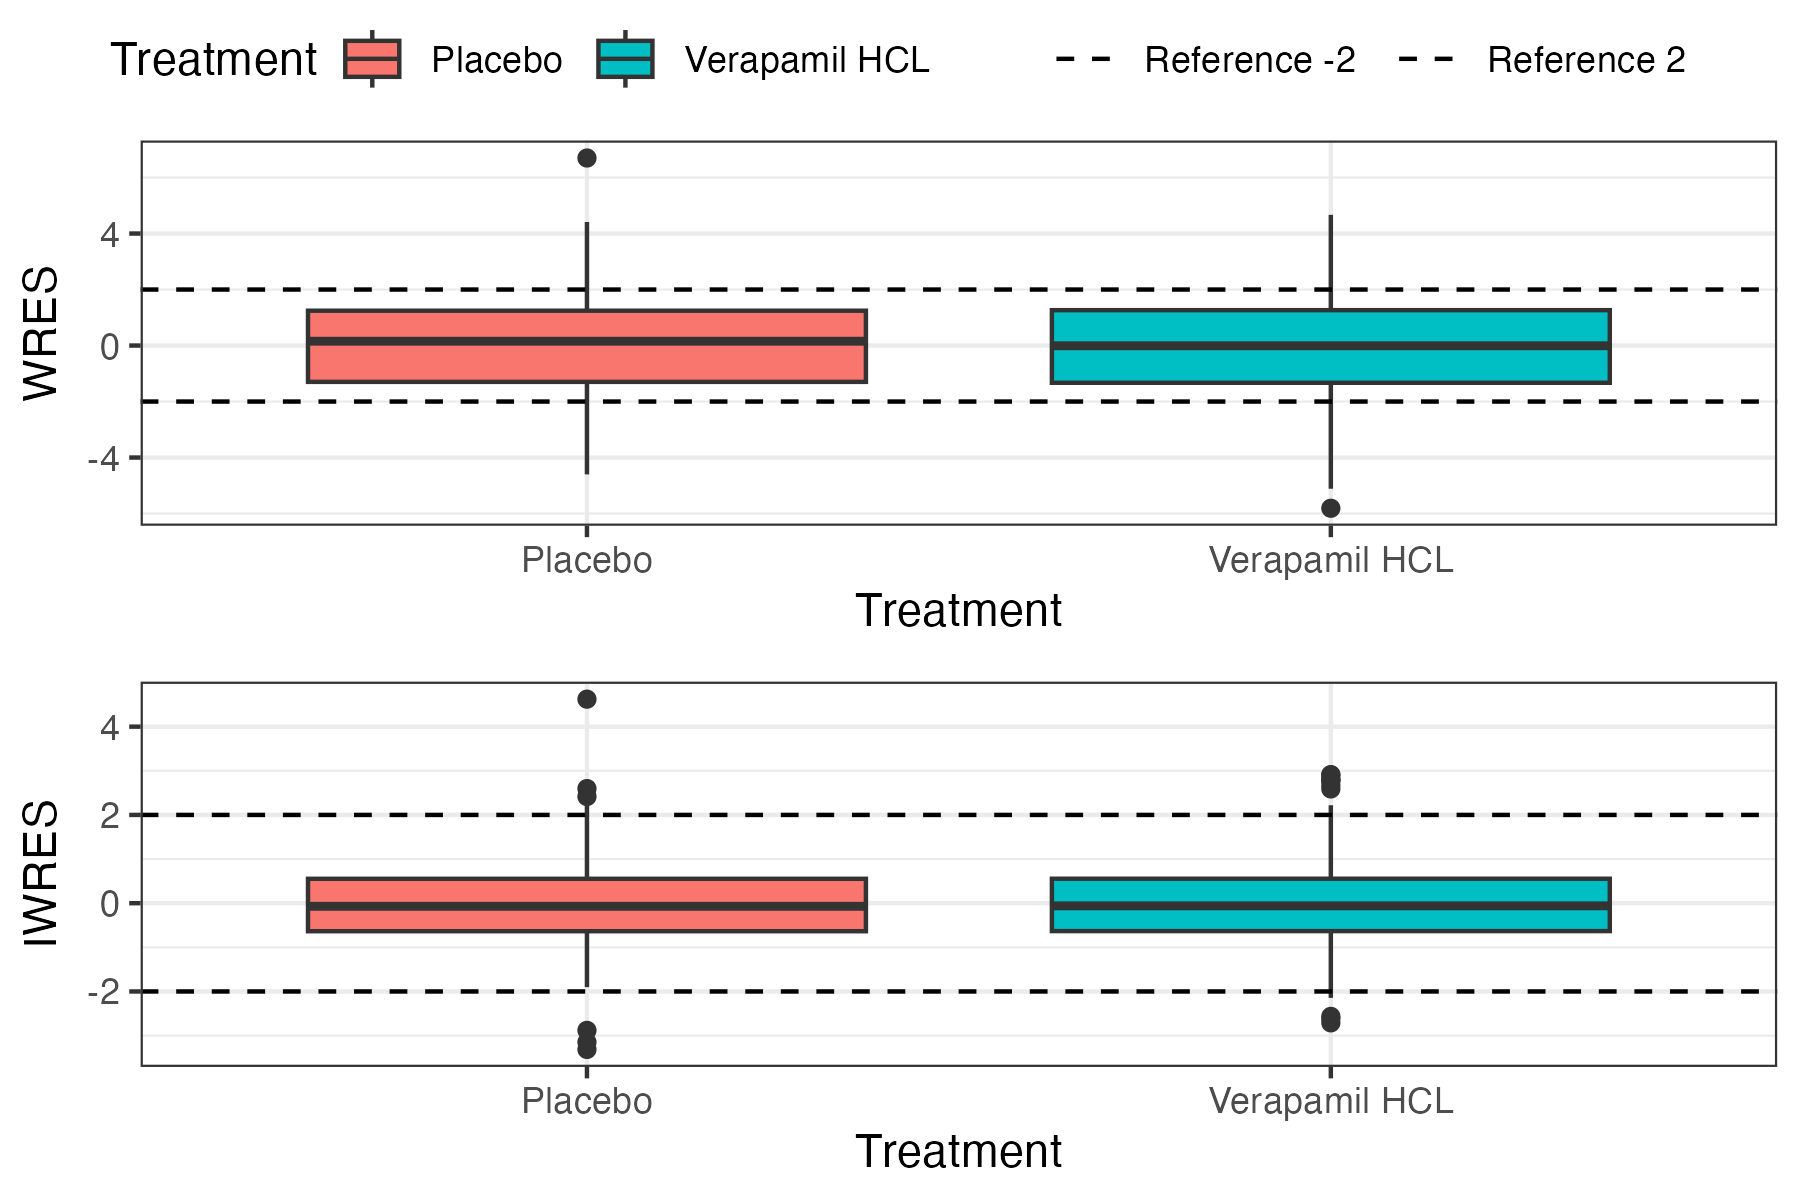 Treatment Placebo Verapamil HCL Reference -2 Reference 2
WRES
4
0
-4
Placebo Verapamil HCL
Treatment
IWRES
4
2
0
-2
Placebo Verapamil HCL
Treatment